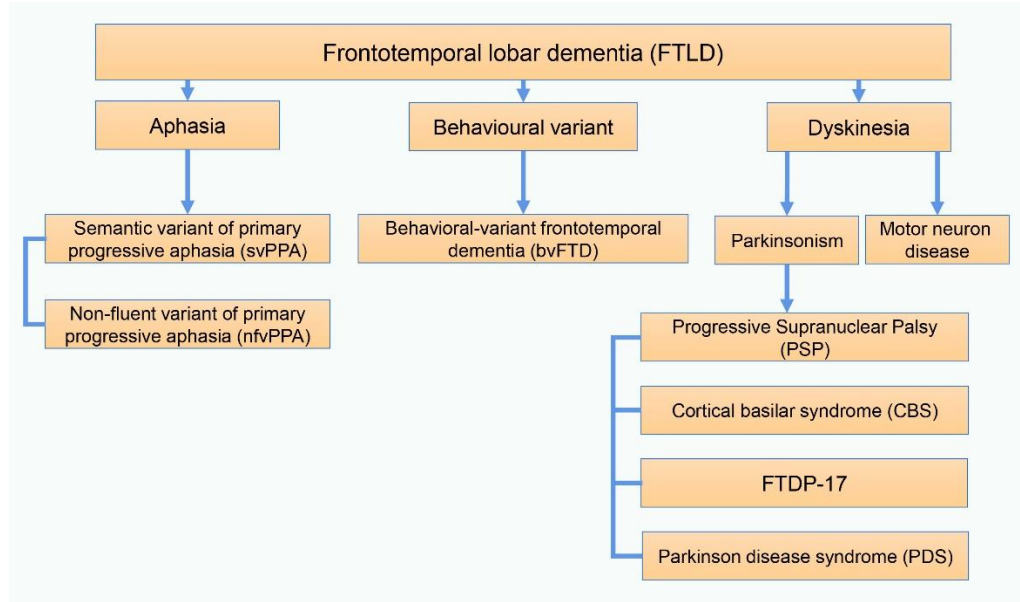 Frontotemporal lobar dementia (FTLD)
Aphasia
Behavioural variant
Dyskinesia
Semantic variant of primary
progressive aphasia (svPPA)
Non-fluent variant of primary
progressive aphasia (nfvPPA)
Behavioral-variant frontotemporal
dementia (bvFTD)
Parkinsonism
Motor neuron
disease
Progressive Supranuclear Palsy
(PSP)
Cortical basilar syndrome (CBS)
FTDP-17
Parkinson disease syndrome (PDS)